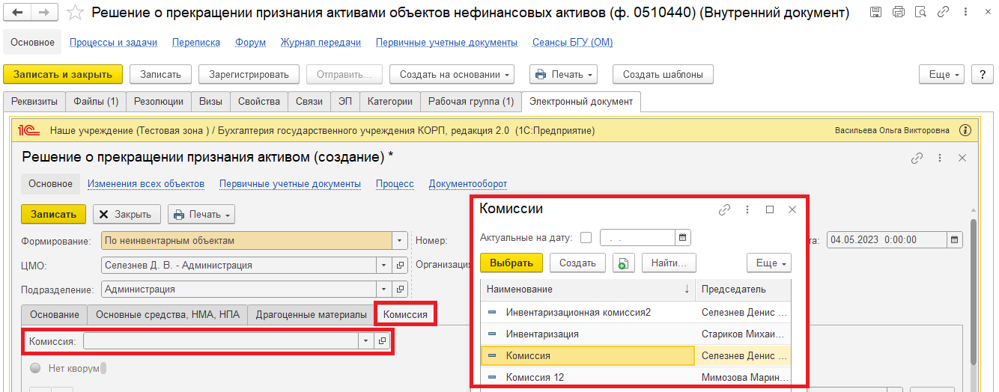 Решение о прекращении признания активами объектов нефинансовых активов (ф. 0510440) (Внутренний документ)
Основное Процессы и задачи Переписка Форум Журнал передачи Первичные учетные документы Сеансы БГУ (ОМ)
Записать и закрыть Записать Зарегистрировать Отправить... Создать на основании Печать Создать шаблоны Еще ?
Реквизиты Файлы (1) Резолюции Визы Свойства Связи ЭП Категории Рабочая группа (1) Электронный документ
1С Наше учреждение (Тестовая зона ) / Бухгалтерия государственного учреждения КОРП, редакция 2.0 (1С:Предприятие) Васильева Ольга Викторовна
Решение о прекращении признания активом (создание) *
Основное Изменения всех объектов Первичные учетные документы Процесс Документооборот
Записать Закрыть Печать
Формирование: По неинвентарным объектам Номер: та: 04.05.2023 0:00:00
ЦМО: Селезнев Д. В. - Администрация Организация
Подразделение: Администрация
Основание Основные средства, НМА, НПА Драгоценные материалы Комиссия
Комиссия:
Нет кворум
Комиссии
Актуальные на дату: . .
Выбрать Создать Найти... Еще
Наименование ↓ Председатель
Инвентаризационная комиссия2 Селезнев Денис ...
Инвентаризация Стариков Михаи...
Комиссия Селезнев Денис ...
Комиссия 12 Мимозова Марин...